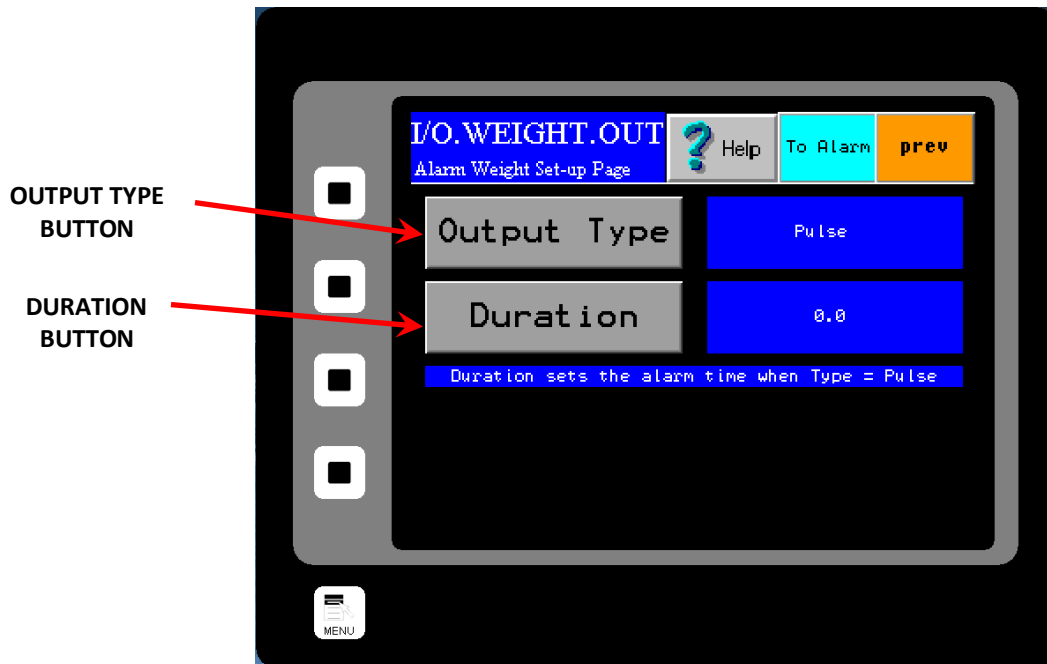 I/O.WEIGHT.OUT
Alarm Weight Set-up Page
? Help
To Alarm
prev
OUTPUT TYPE
BUTTON
Output Type
Pulse
DURATION
BUTTON
Duration
0.0
Duration sets the alarm time when Type = Pulse
MENU